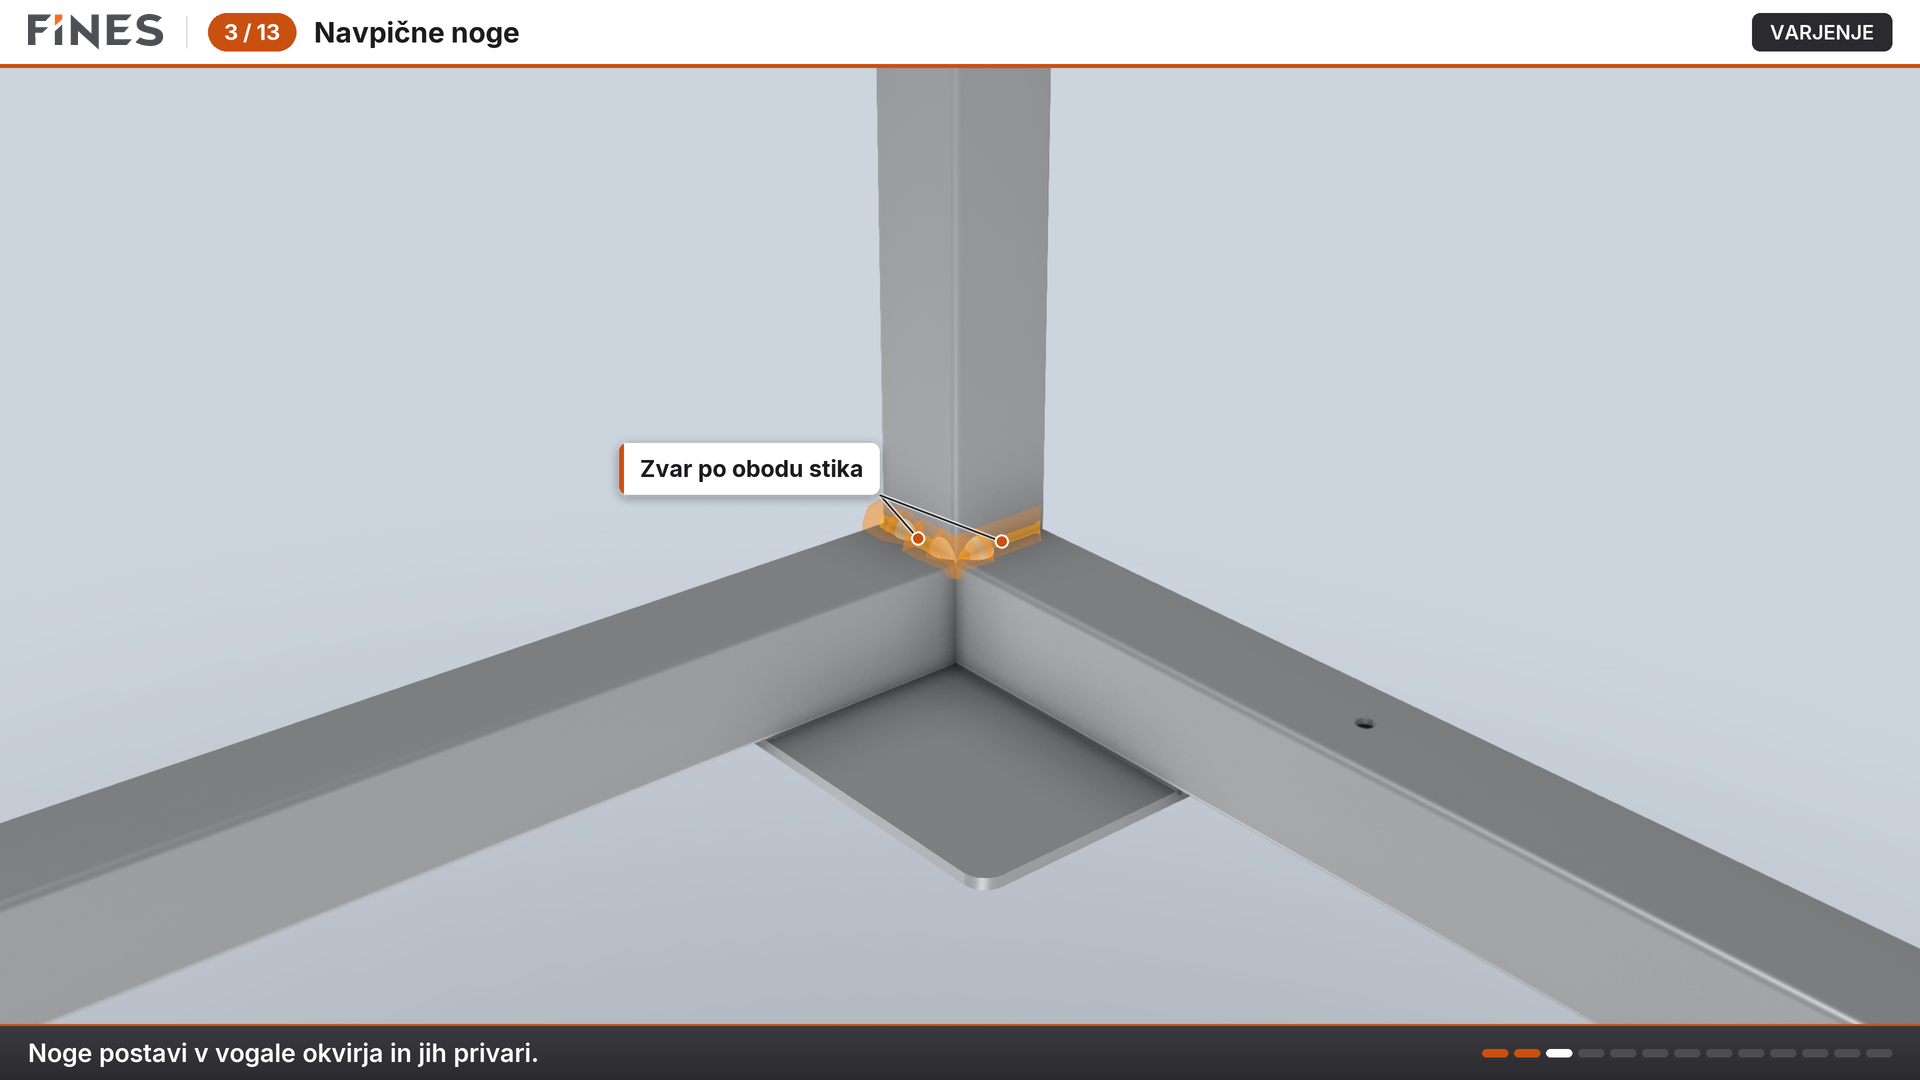 FINES
3 / 13
Navpične noge
VARJENJE
Zvar po obodu stika
Noge postavi v vogale okvirja in jih privari.